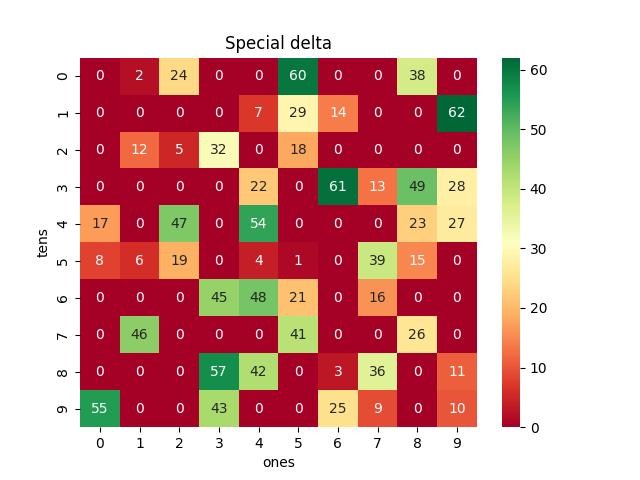 Special delta
0 0 2 24 0 0 60 0 0 38 0
1 0 0 0 0 7 29 14 0 0 62
2 0 12 5 32 0 18 0 0 0 0
3 0 0 0 0 22 0 61 13 49 28
4 17 0 47 0 54 0 0 0 23 27
5 8 6 19 0 4 1 0 39 15 0
6 0 0 0 45 48 21 0 16 0 0
7 0 46 0 0 0 41 0 0 26 0
8 0 0 0 57 42 0 3 36 0 11
9 55 0 0 43 0 0 25 9 0 10
0 1 2 3 4 5 6 7 8 9
ones
tens
60
50
40
30
20
10
0